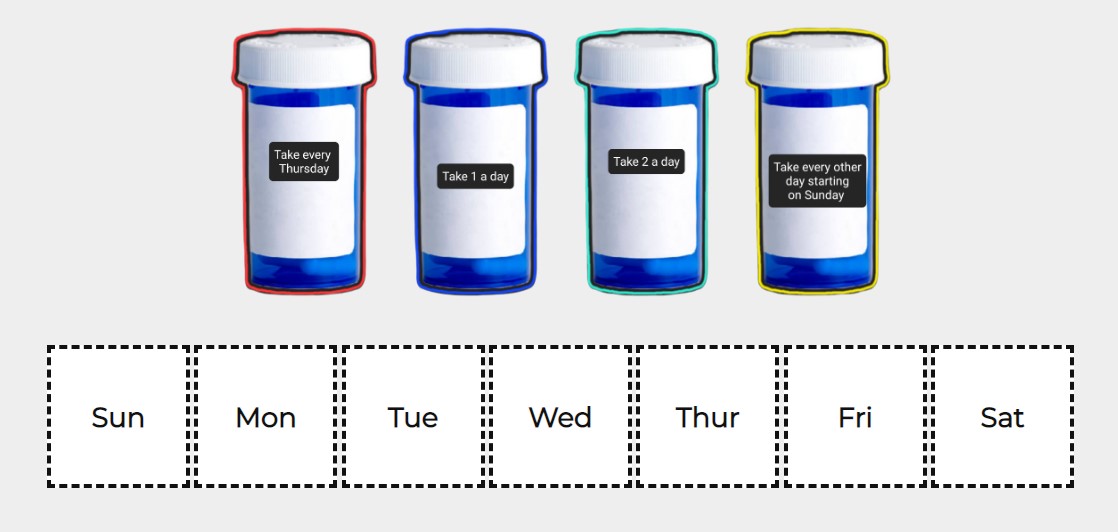 Take every
Thursday
Take 1 a day
Take 2 a day
Take every other
day starting
on Sunday
Sun
Mon
Tue
Wed
Thur
Fri
Sat